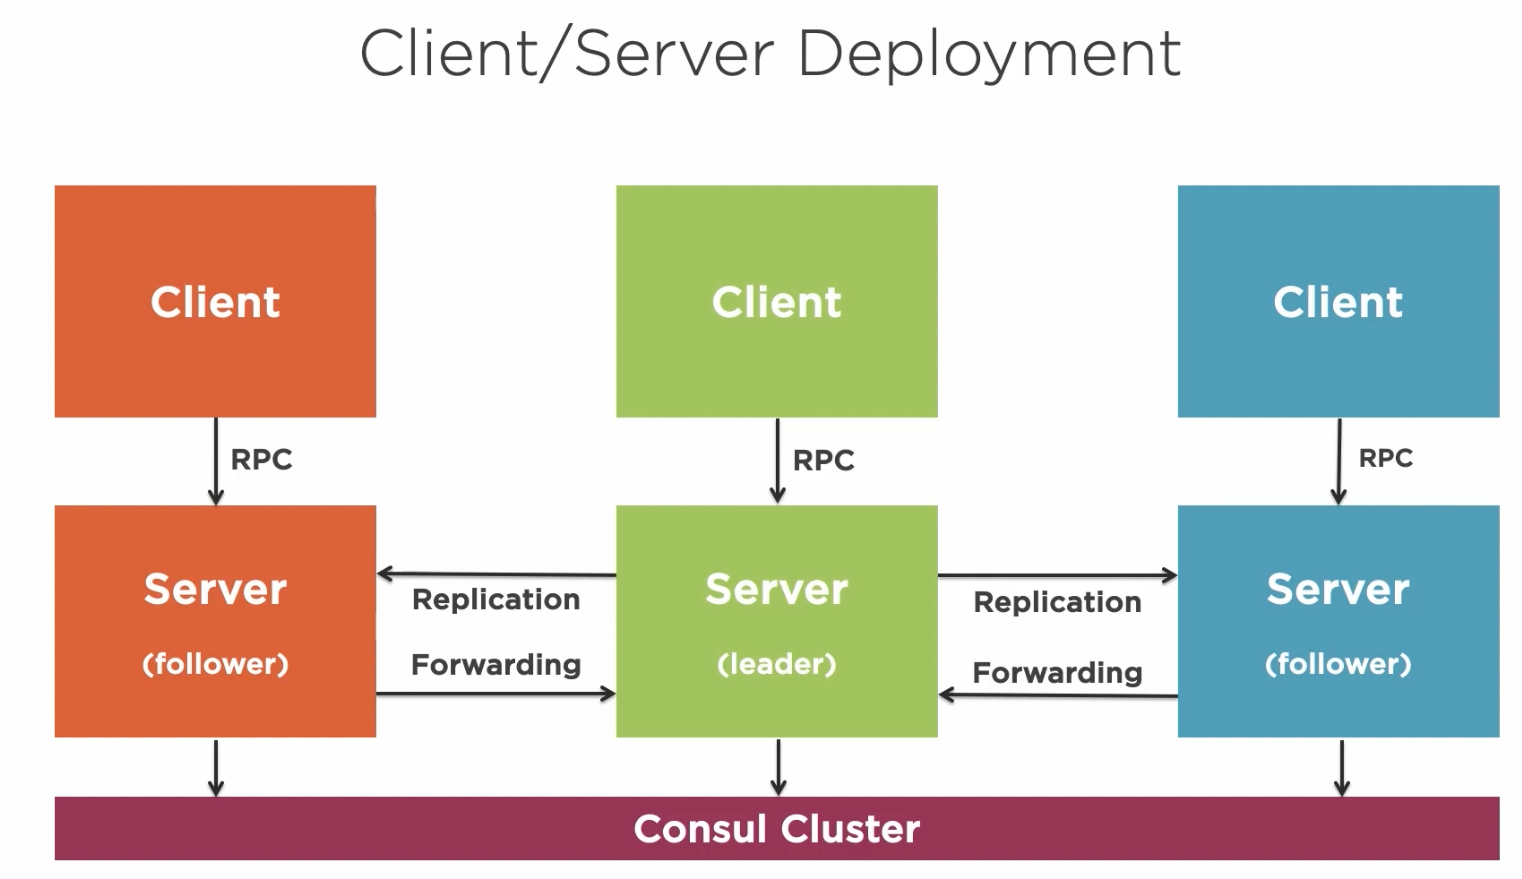 Client/Server Deployment
Client
Client
Client
RPC
RPC
RPC
Server
(follower)
Replication
Forwarding
Server
(leader)
Replication
Forwarding
Server
(follower)
Consul Cluster